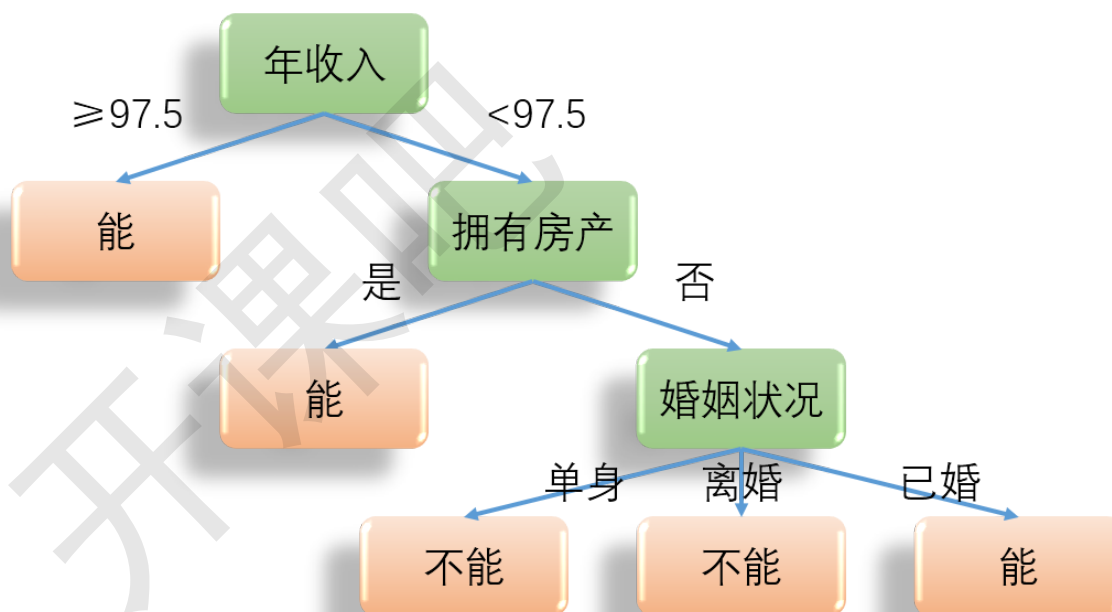 年收入
≥97.5
<97.5
能
拥有房产
是
否
能
婚姻状况
单身
离婚
已婚
不能
不能
能
开课吧